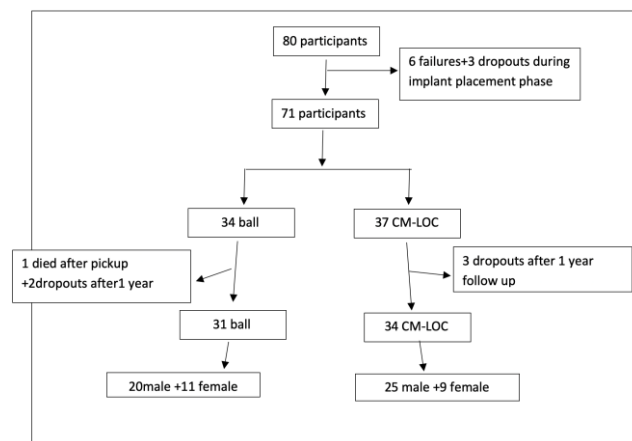 80 participants
6 failures+3 dropouts during
implant placement phase
71 participants
34 ball
37 CM-LOC
1 died after pickup
+2dropouts after1 year
3 dropouts after 1 year
follow up
31 ball
34 CM-LOC
20male +11 female
25 male +9 female